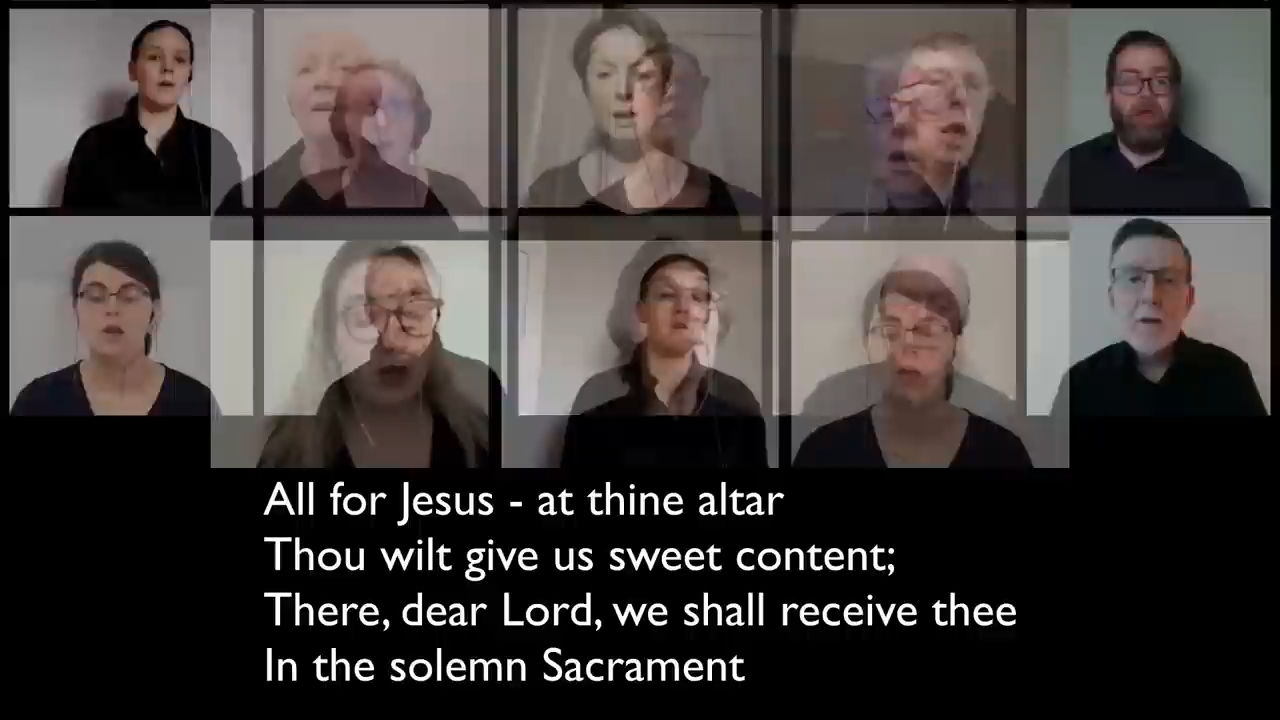 All for Jesus - at thine altar
Thou wilt give us sweet content;
There, dear Lord, we shall receive thee
In the solemn Sacrament